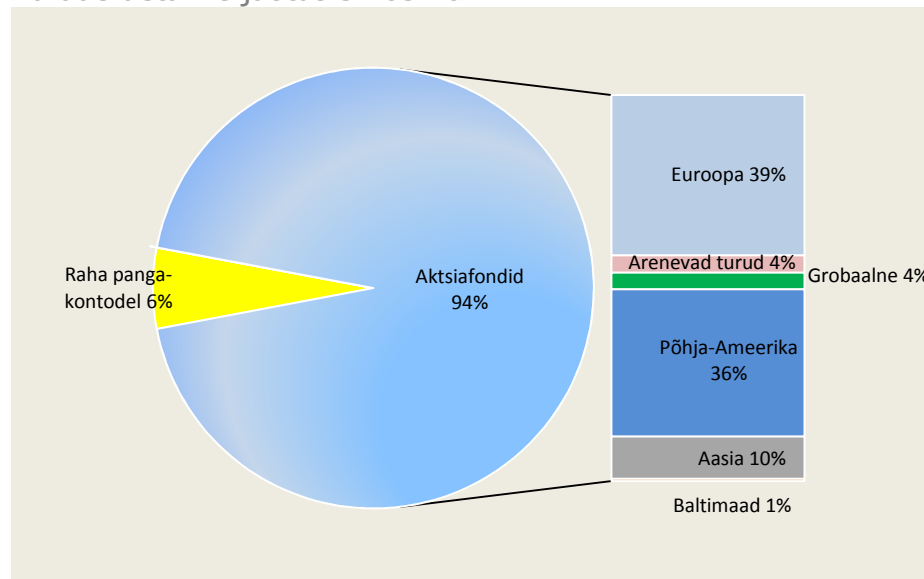 Raha panga-
kontodel 6%
Aktsiafondid
94%
Euroopa 39%
Arenevad turud 4%
Grobaalne 4%
Põhja-Ameerika
36%
Aasia 10%
Baltimaad 1%